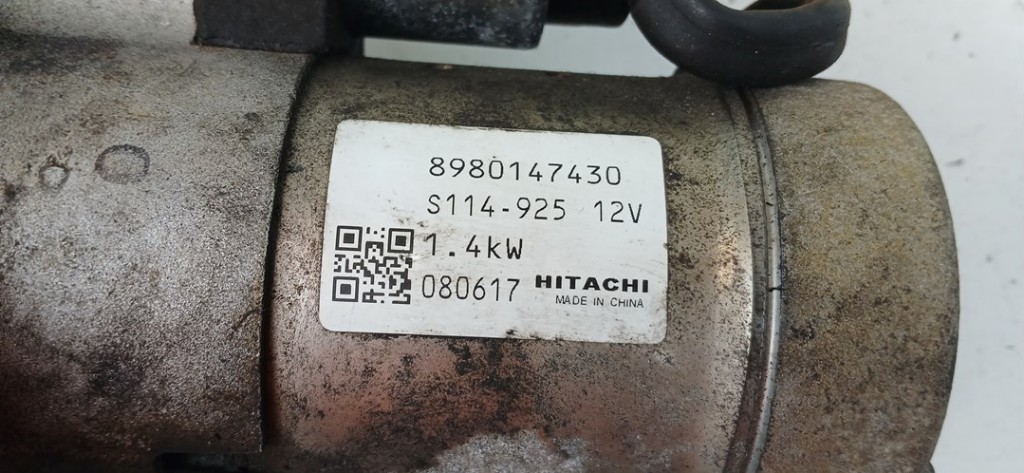 8980147430
S114-925 12V
1.4kW
080617 HITACHI
MADE IN CHINA